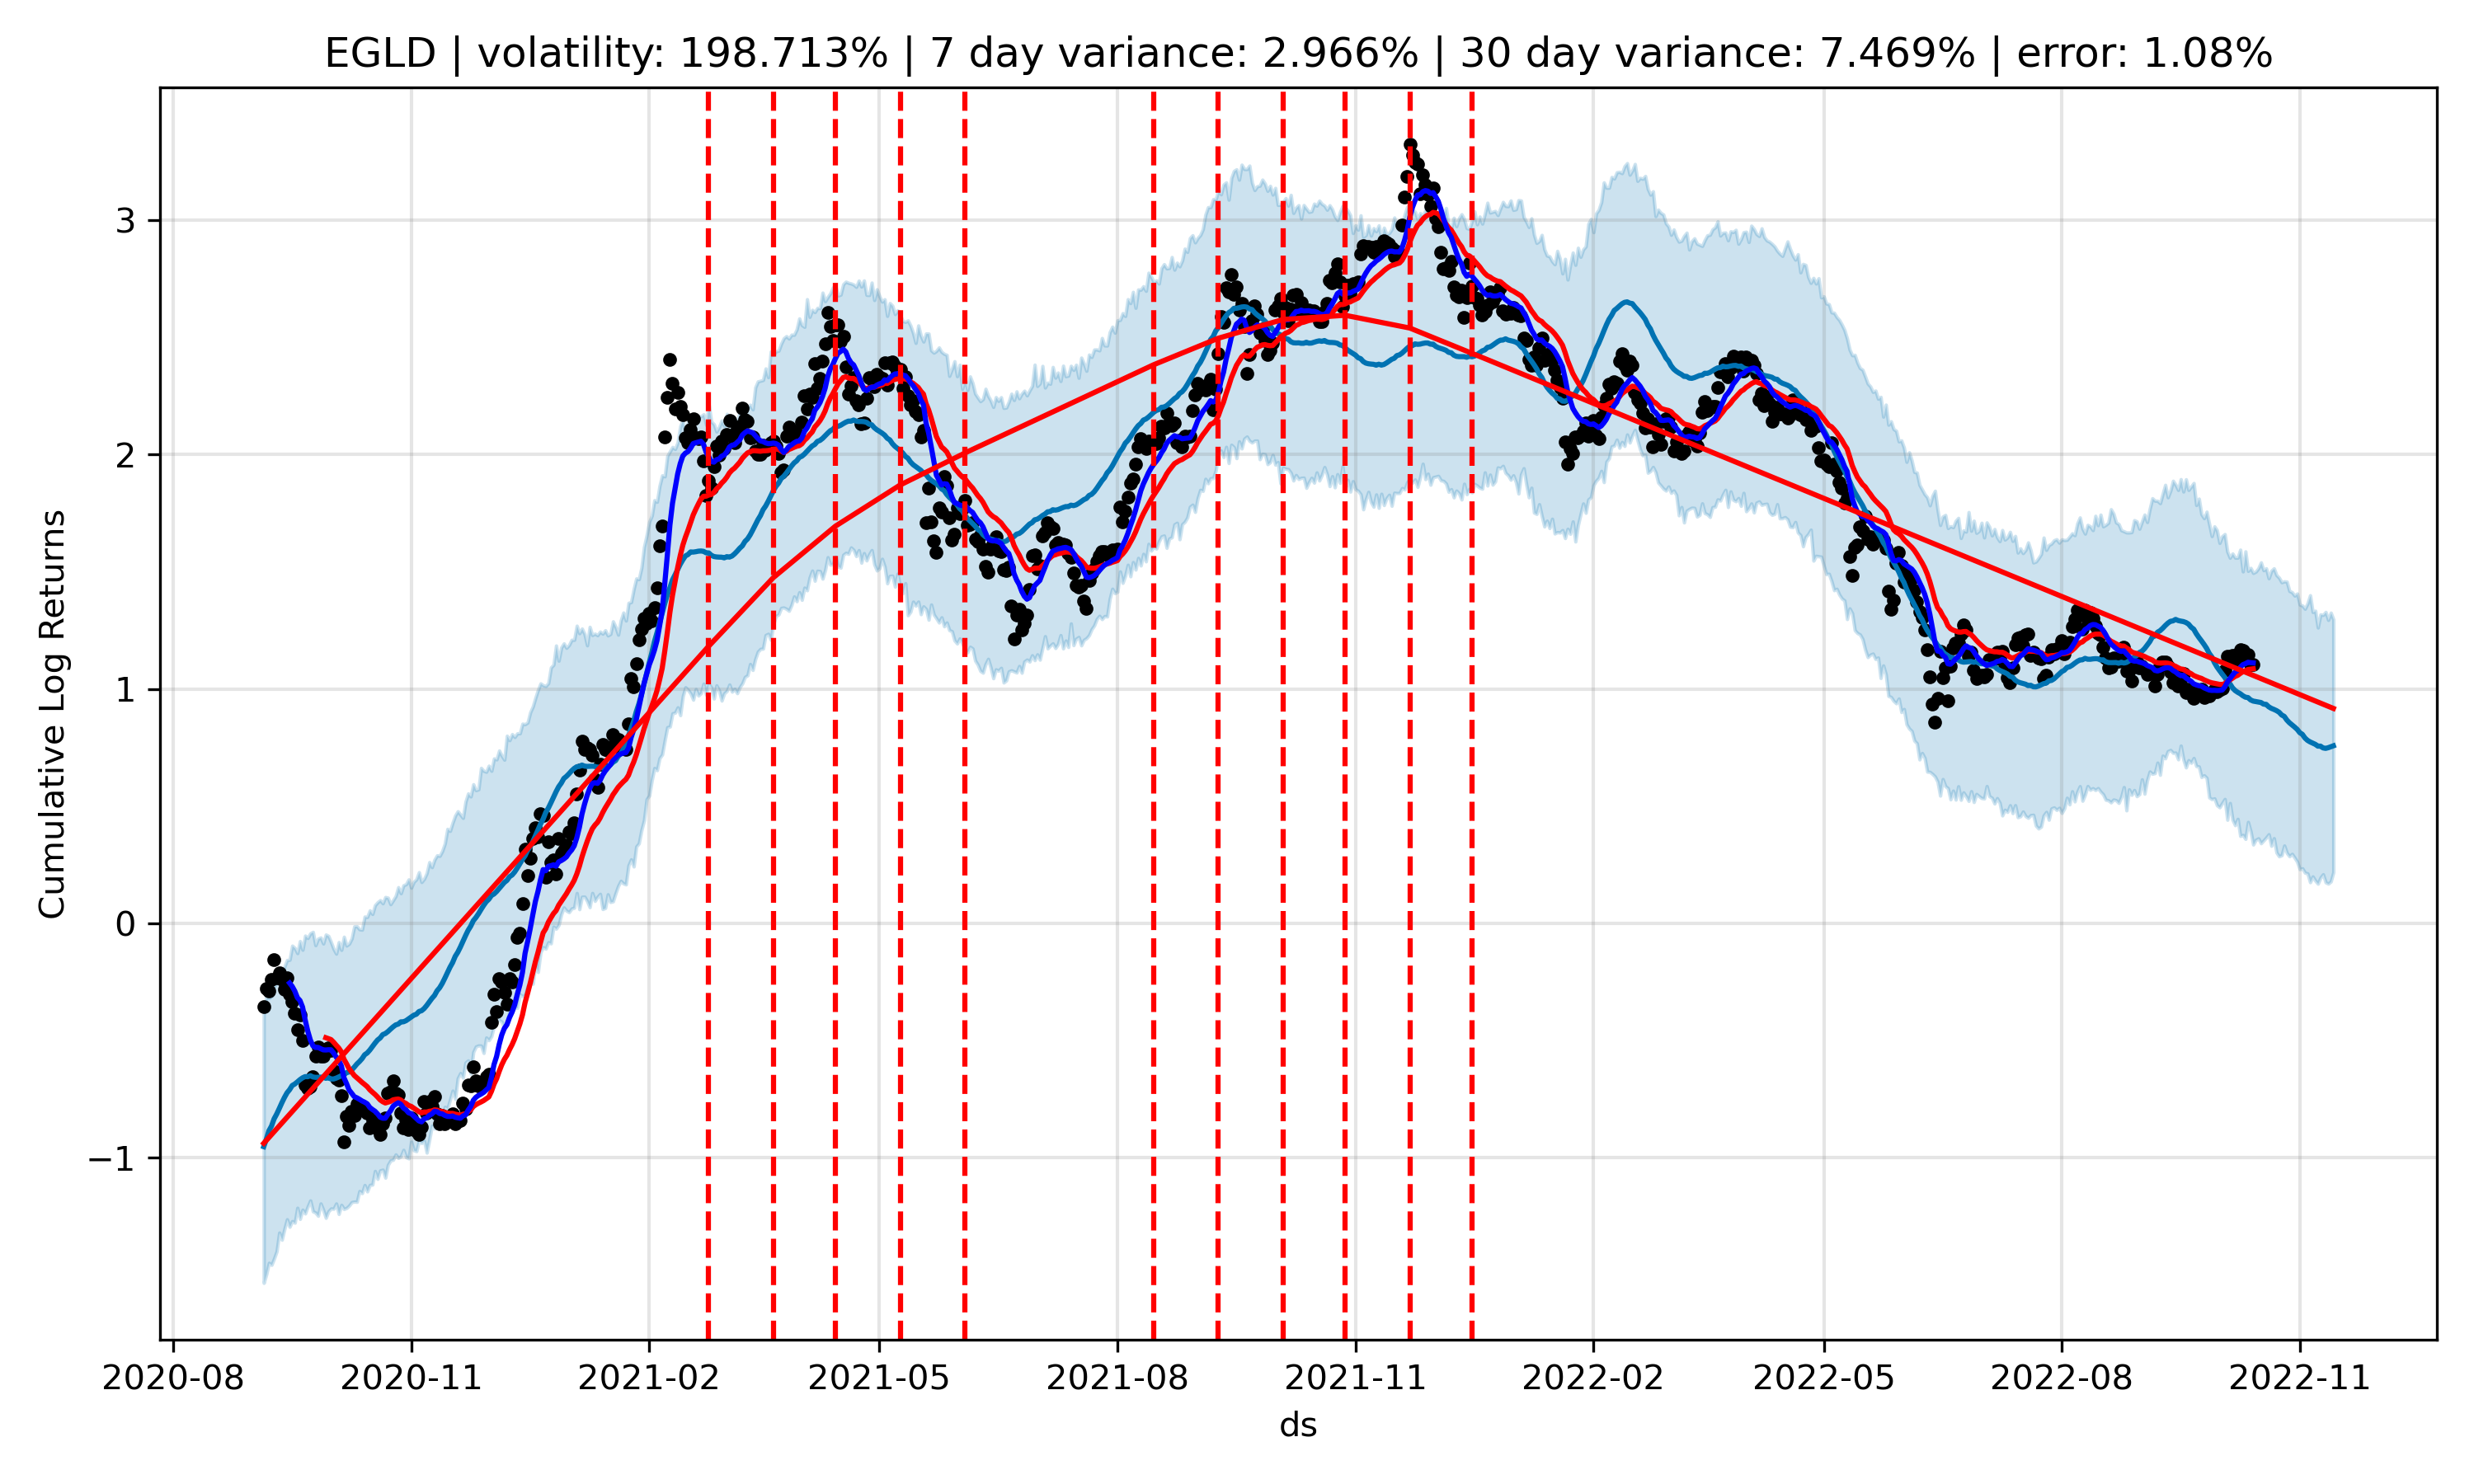 EGLD | volatility: 198.713% | 7 day variance: 2.966% | 30 day variance: 7.469% | error: 1.08%
Cumulative Log Returns
3
2
1
0
−1
2020-08 2020-11 2021-02 2021-05 2021-08 2021-11 2022-02 2022-05 2022-08 2022-11
ds